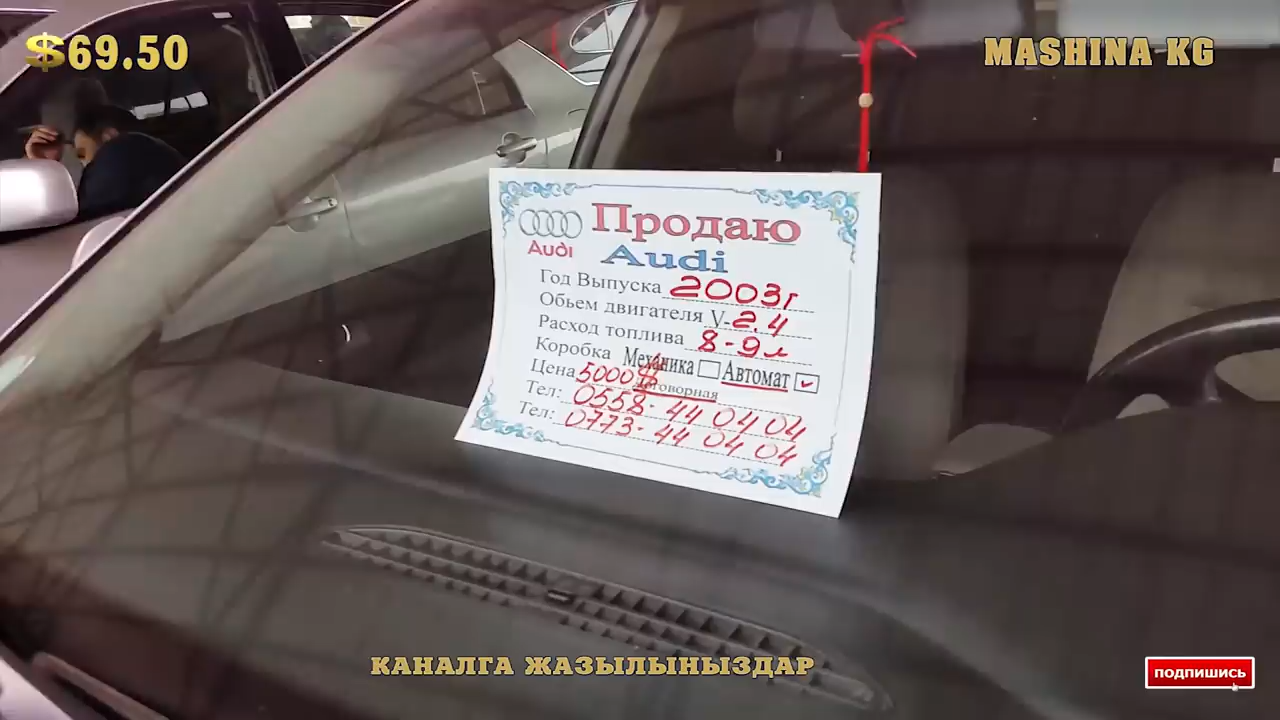 $69.50
MASHINA KG
Продаю
Audi
Audi
Год Выпуска 2003г
Обьем двигателя V-2.4
Расход топлива 8-9л
Коробка Механика Автомат
Цена 5000$ Договорная
Тел: 0558-44 04 04
Тел: 0773-44 04 04
КАНАЛГА ЖАЗЫЛЫНЫЗДАР
ПОДПИШИСЬ